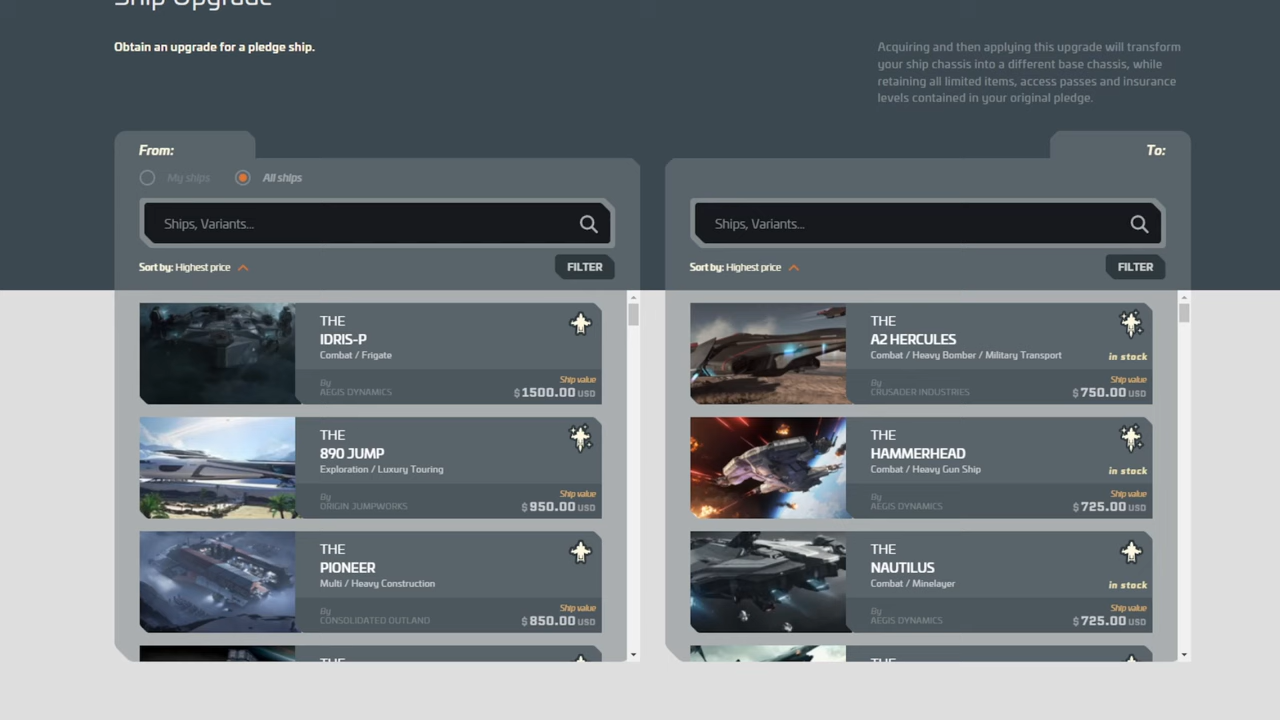 Ship Upgrade
Obtain an upgrade for a pledge ship.
Acquiring and then applying this upgrade will transform
your ship chassis into a different base chassis, while
retaining all limited items, access passes and insurance
levels contained in your original pledge.
From:
My ships
All ships
Ships, Variants...
Sort by: Highest price
FILTER
THE
IDRIS-P
Combat / Frigate
By
AEGIS DYNAMICS
Ship value
$1500.00 USD
THE
890 JUMP
Exploration / Luxury Touring
By
ORIGIN JUMPWORKS
Ship value
$950.00 USD
THE
PIONEER
Multi / Heavy Construction
By
CONSOLIDATED OUTLAND
Ship value
$850.00 USD
THE
To:
Ships, Variants...
Sort by: Highest price
FILTER
THE
A2 HERCULES
Combat / Heavy Bomber / Military Transport
in stock
By
CRUSADER INDUSTRIES
Ship value
$750.00 USD
THE
HAMMERHEAD
Combat / Heavy Gun Ship
in stock
By
AEGIS DYNAMICS
Ship value
$725.00 USD
THE
NAUTILUS
Combat / Minelayer
in stock
By
AEGIS DYNAMICS
Ship value
$725.00 USD
THE